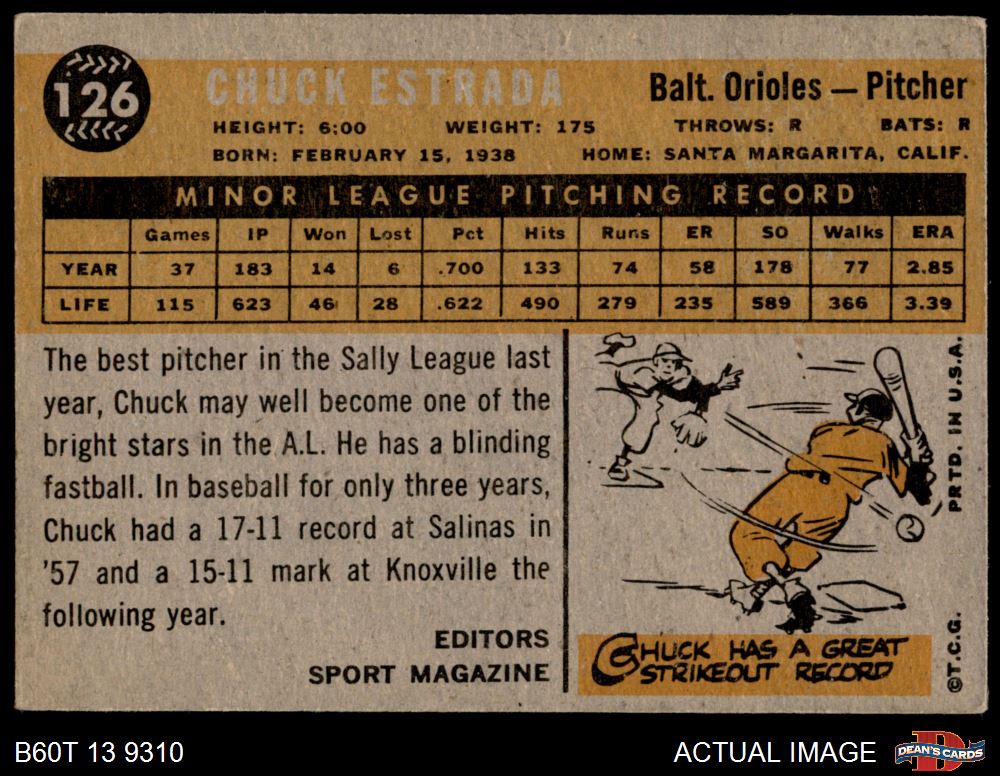 126
CHUCK ESTRADA
Balt. Orioles — Pitcher
HEIGHT: 6:00 WEIGHT: 175 THROWS: R BATS: R
BORN: FEBRUARY 15, 1938 HOME: SANTA MARGARITA, CALIF.
MINOR LEAGUE PITCHING RECORD
Games IP Won Lost Pct Hits Runs ER SO Walks ERA
YEAR 37 183 14 6 .700 133 74 58 178 77 2.85
LIFE 115 623 46 28 .622 490 279 235 589 366 3.39
The best pitcher in the Sally League last
year, Chuck may well become one of the
bright stars in the A.L. He has a blinding
fastball. In baseball for only three years,
Chuck had a 17-11 record at Salinas in
'57 and a 15-11 mark at Knoxville the
following year.
EDITORS
SPORT MAGAZINE
CHUCK HAS A GREAT
STRIKEOUT RECORD
©T.C.G. PRTD. IN U.S.A.
B60T 13 9310
ACTUAL IMAGE
DEAN'S CARDS